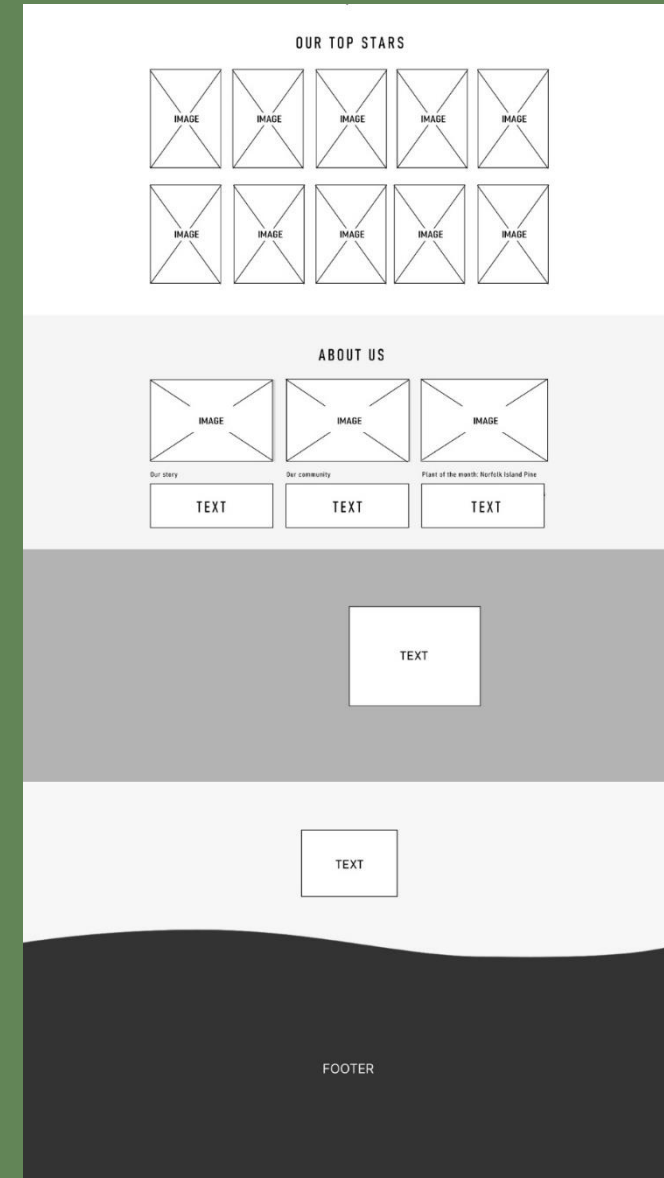 OUR TOP STARS
IMAGE IMAGE IMAGE IMAGE IMAGE
IMAGE IMAGE IMAGE IMAGE IMAGE
ABOUT US
IMAGE IMAGE IMAGE
Our story Our community Plant of the month: Norfolk Island Pine
TEXT TEXT TEXT
TEXT
TEXT
FOOTER